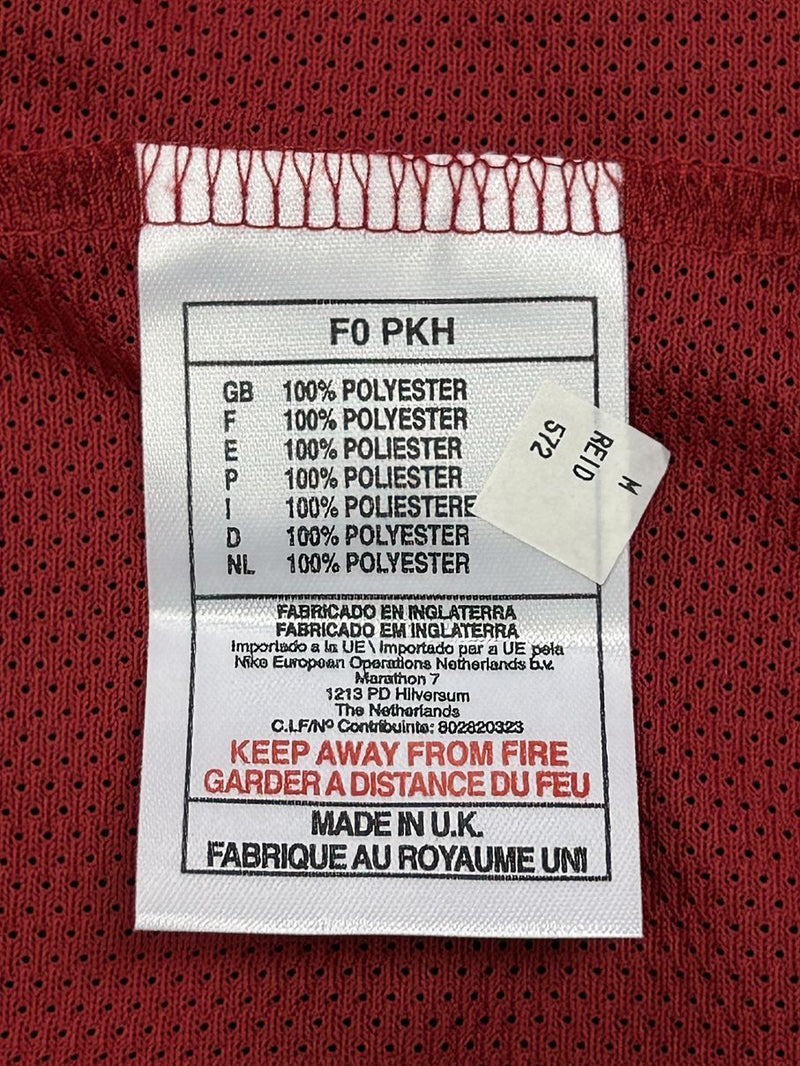 F0 PKH
GB 100% POLYESTER
F 100% POLYESTER
E 100% POLIESTER
P 100% POLIESTER
I 100% POLIESTERE
D 100% POLYESTER
NL 100% POLYESTER
M
REID
572
FABRICADO EN INGLATERRA
FABRICADO EM INGLATERRA
Importado a la UE \ Importado par a UE pela
Nike European Operations Netherlands b.v.
Marathon 7
1213 PD Hilversum
The Netherlands
C.I.F/Nº Contribuinte: 802820323
KEEP AWAY FROM FIRE
GARDER A DISTANCE DU FEU
MADE IN U.K.
FABRIQUE AU ROYAUME UNI